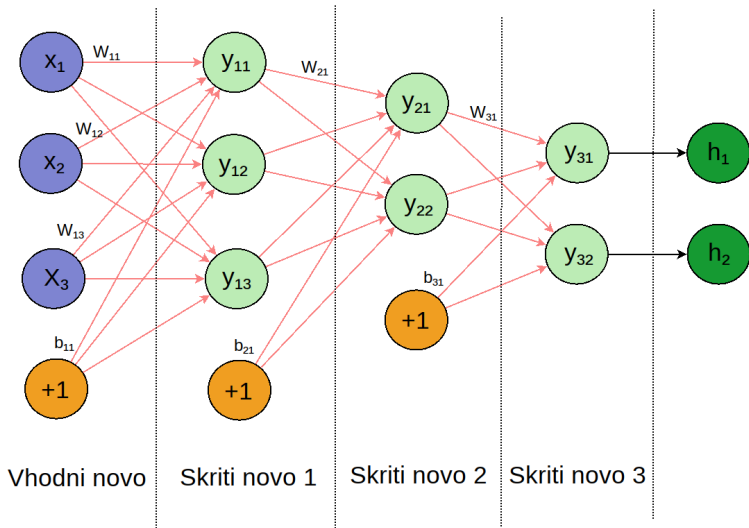 x₁
W₁₁
y₁₁
W₂₁
y₂₁
W₃₁
y₃₁
h₁
W₁₂
x₂
y₁₂
y₂₂
y₃₂
h₂
W₁₃
X₃
y₁₃
b₃₁
+1
b₁₁
+1
b₂₁
+1
Vhodni novo
Skriti novo 1
Skriti novo 2
Skriti novo 3